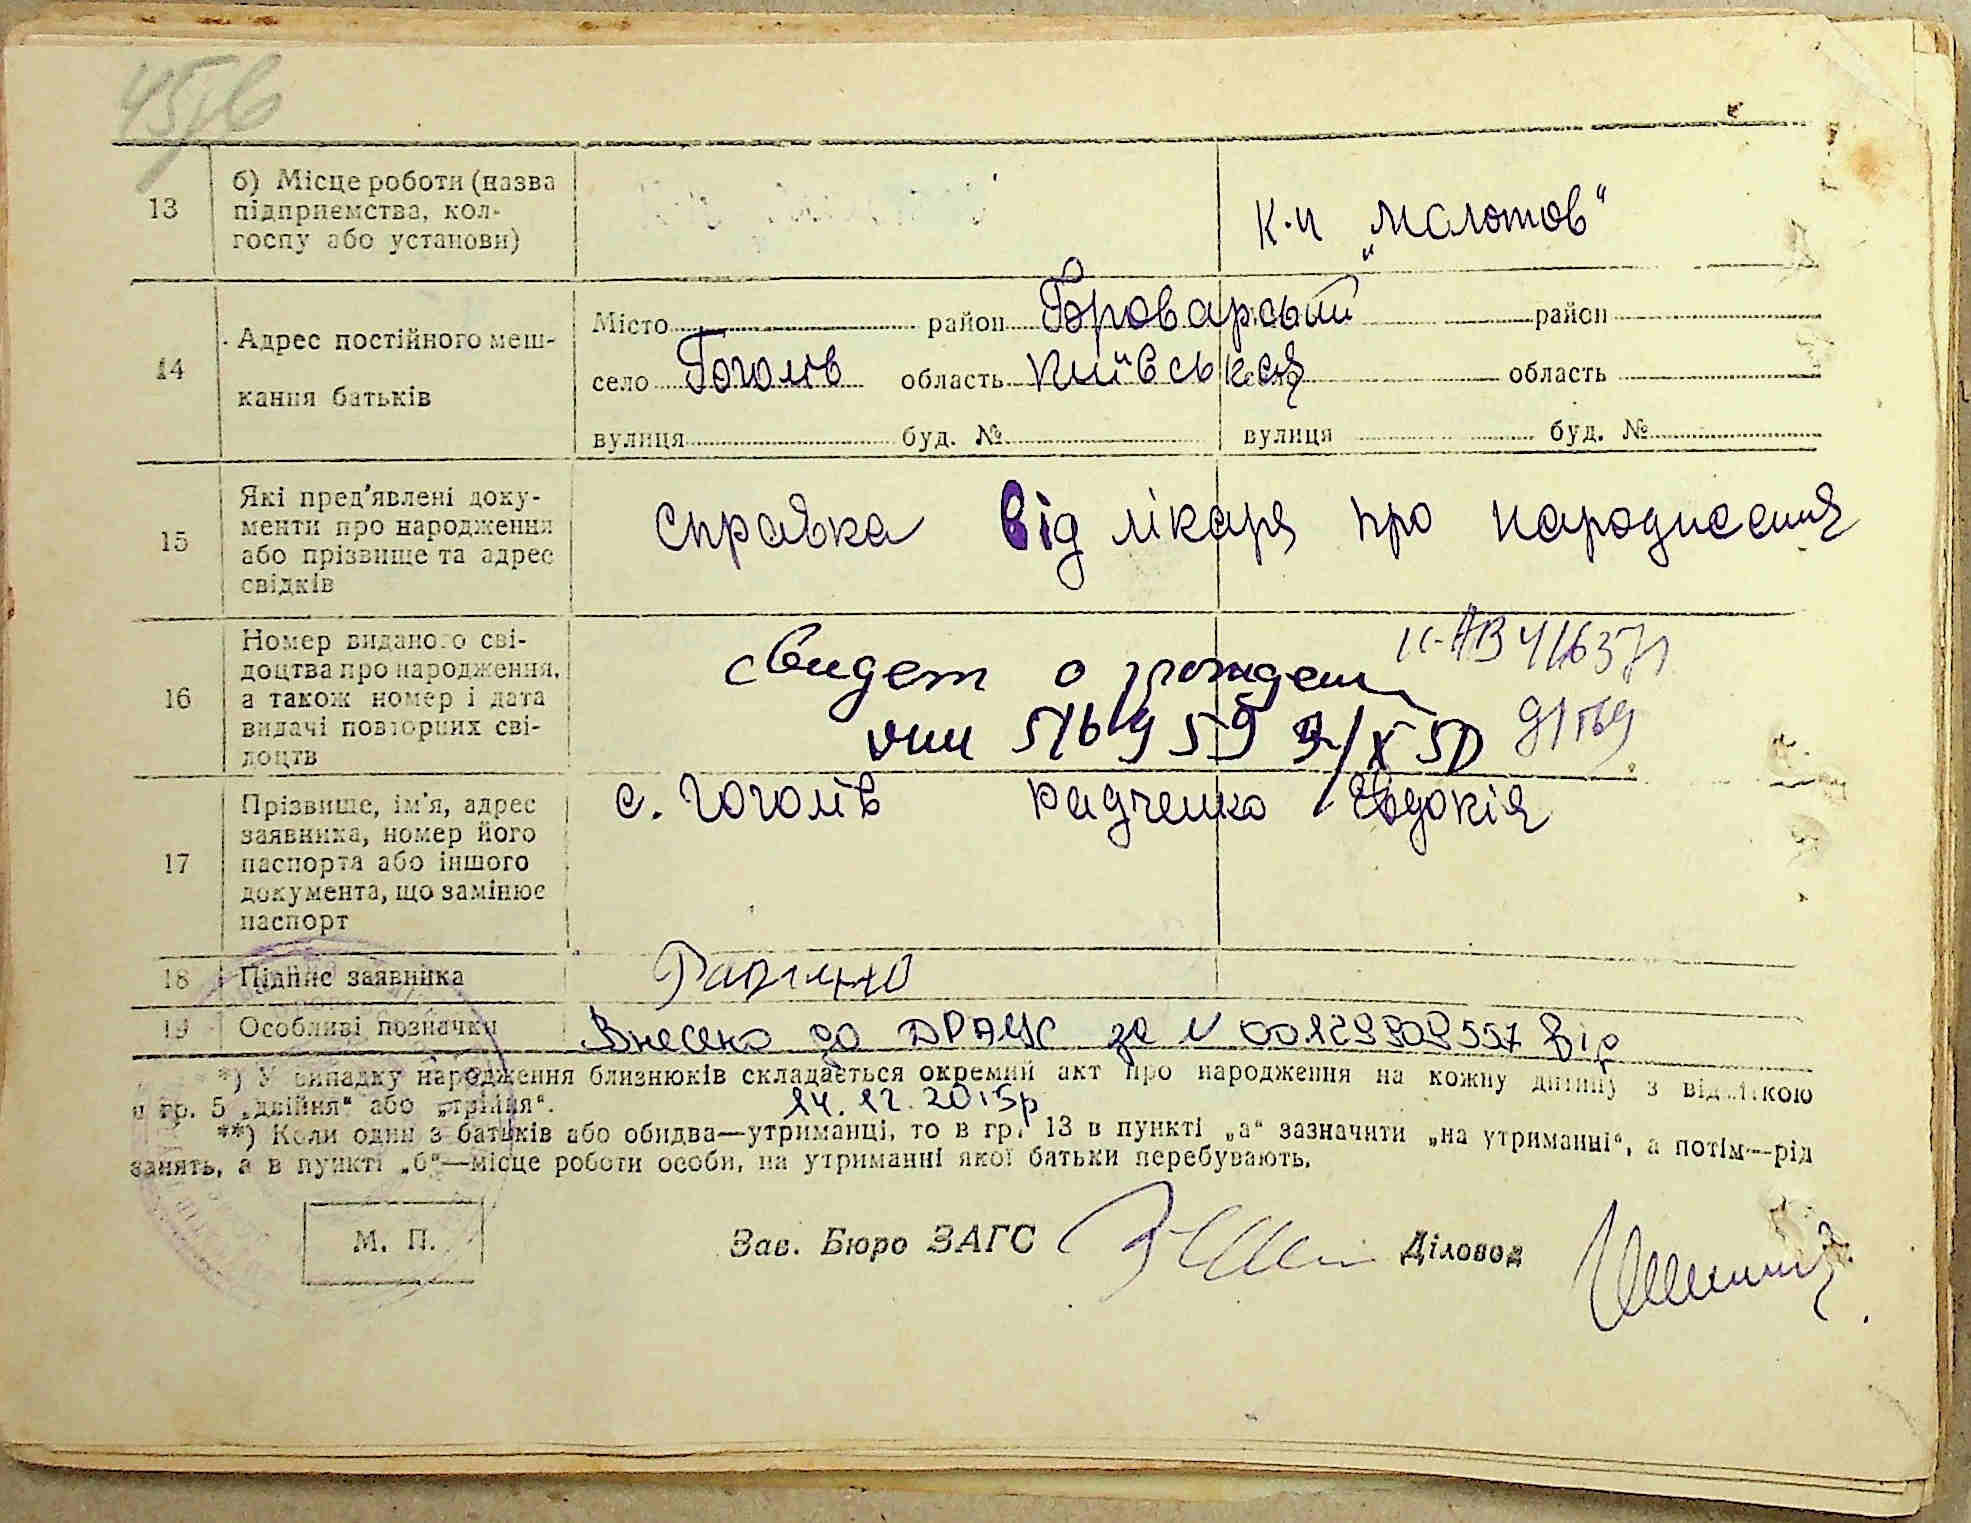 45
13
б) Місце роботи (назва
підприємства, кол-
госпу або установи)
к-п „Молотов“
14
Адрес постійного меш-
кання батьків
Місто район Броварський район
село Гоголів область Київська область
вулиця буд. № вулиця буд. №
15
Які пред'явлені доку-
менти про народження
або прізвище та адрес
свідків
справка від лікаря про народження
16
Номер виданого сві-
доцтва про народження,
а також номер і дата
видачі повторних сві-
доцтв
свидет о рожден
516959 /X 50
17
Прізвище, ім'я, адрес
заявника, номер його
паспорта або іншого
документа, що замінює
паспорт
с. Гоголів Радченко Євдокія
18 Підпис заявника
19 Особливі позначки Внесено до ДРАЦС за N 00129909557 від
14.12.2015р
*) У випадку народження близнюків складається окремий акт про народження на кожну дитину з відміткою
в гр. 5 „двійня“ або „трійня“.
**) Коли один з батьків або обидва—утриманці, то в гр. 13 в пункті „а“ зазначити „на утриманні“, а потім—рід
занять, а в пункті „б“—місце роботи особи, на утриманні якої батьки перебувають.
М. П.
Зав. Бюро ЗАГС Діловод